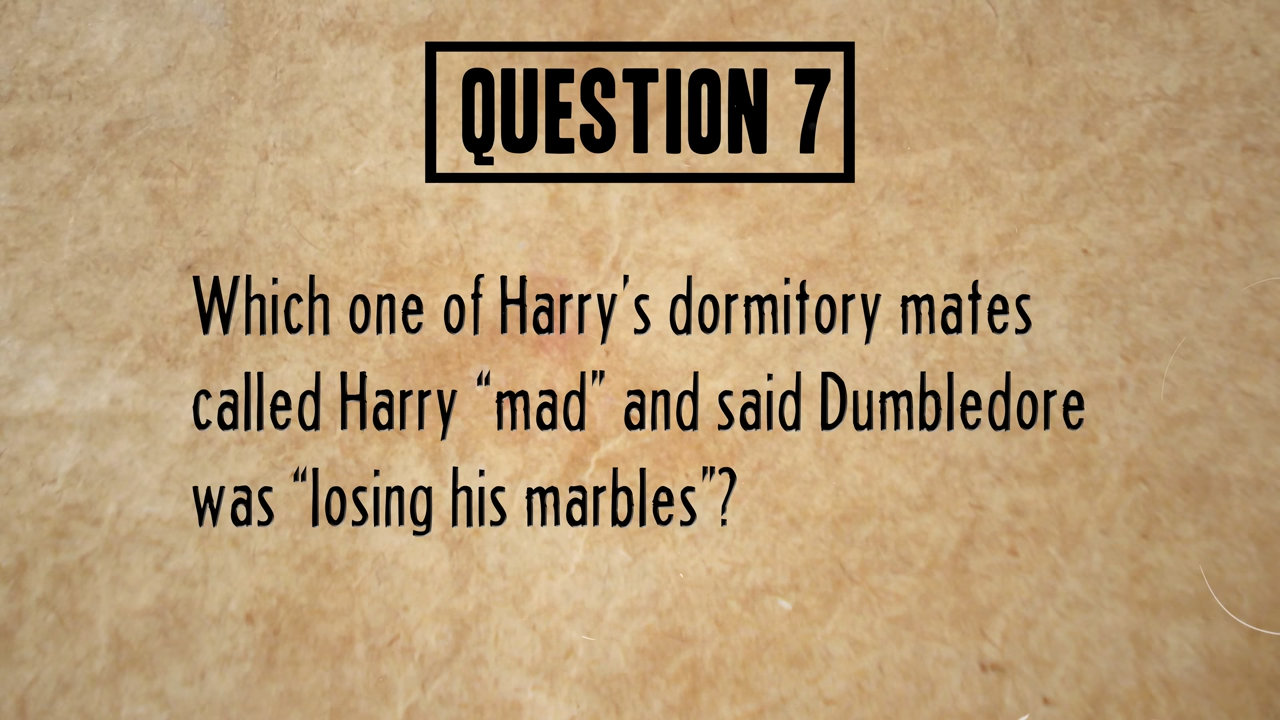 QUESTION 7
Which one of Harry's dormitory mates
called Harry “mad” and said Dumbledore
was “losing his marbles”?